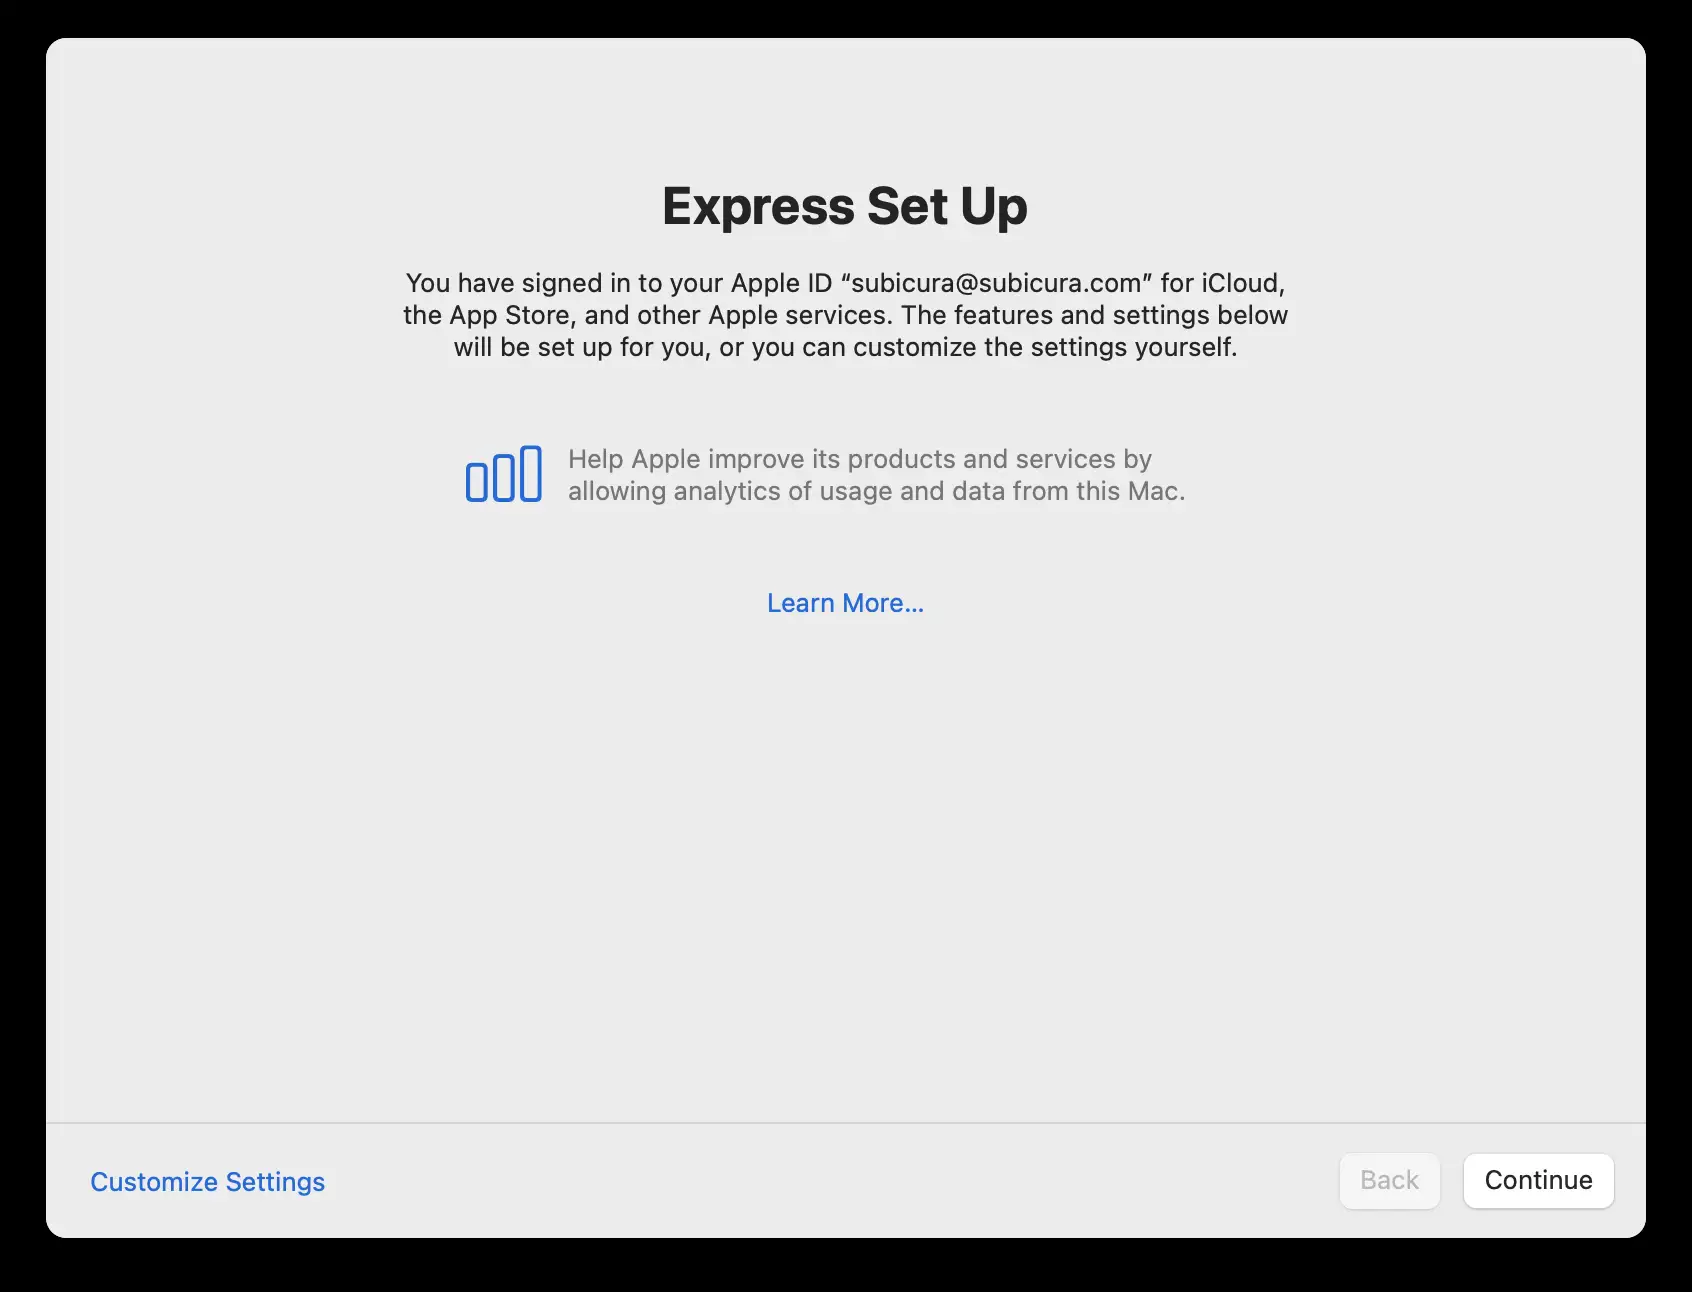 Express Set Up
You have signed in to your Apple ID “subicura@subicura.com” for iCloud,
the App Store, and other Apple services. The features and settings below
will be set up for you, or you can customize the settings yourself.
Help Apple improve its products and services by
allowing analytics of usage and data from this Mac.
Learn More...
Customize Settings
Back
Continue